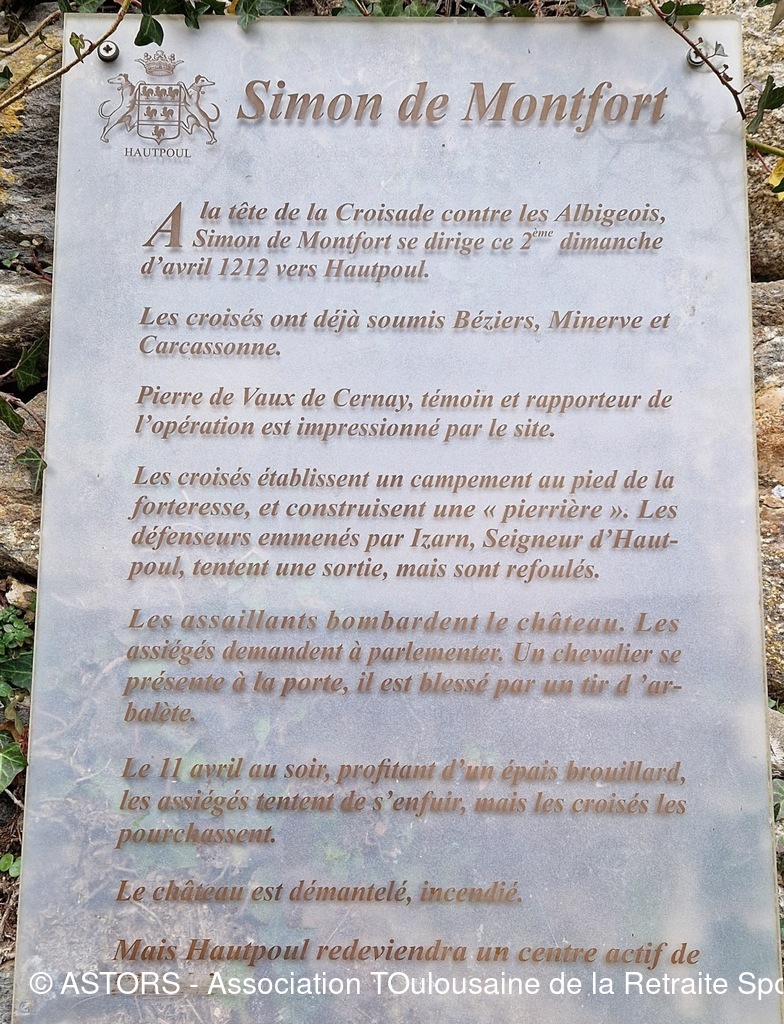 Simon de Montfort
HAUTPOUL
A la tête de la Croisade contre les Albigeois,
Simon de Montfort se dirige ce 2ème dimanche
d'avril 1212 vers Hautpoul.
Les croisés ont déjà soumis Béziers, Minerve et
Carcassonne.
Pierre de Vaux de Cernay, témoin et rapporteur de
l'opération est impressionné par le site.
Les croisés établissent un campement au pied de la
forteresse, et construisent une « pierrière ». Les
défenseurs emmenés par Izarn, Seigneur d'Haut-
poul, tentent une sortie, mais sont refoulés.
Les assaillants bombardent le château. Les
assiégés demandent à parlementer. Un chevalier se
présente à la porte, il est blessé par un tir d 'ar-
balète.
Le 11 avril au soir, profitant d'un épais brouillard,
les assiégés tentent de s'enfuir, mais les croisés les
pourchassent.
Le château est démantelé, incendié.
Mais Hautpoul redeviendra un centre actif de
© ASTORS - Association TOulousaine de la Retraite Spo